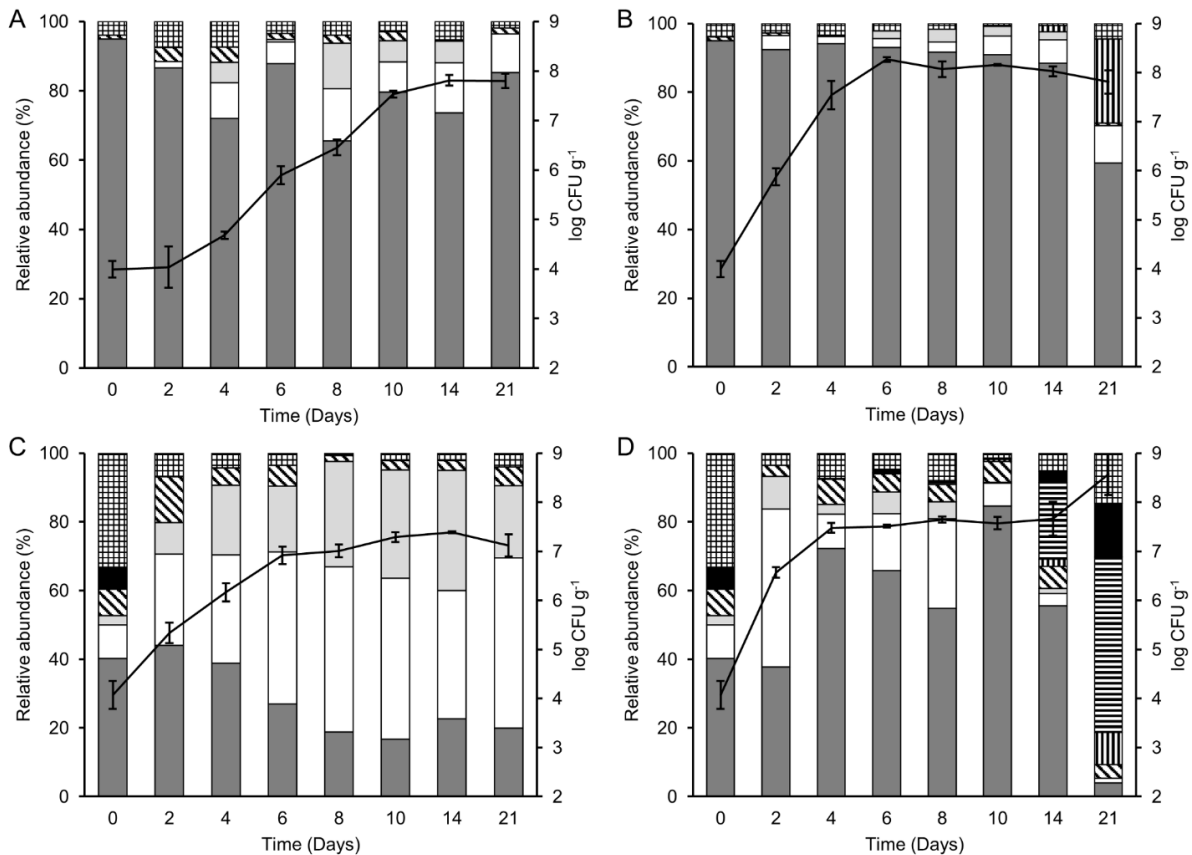 A
Relative abundance (%)
100
80
60
40
20
0
9
8
7
6
5
4
3
2
log CFU g-1
0 2 4 6 8 10 14 21
Time (Days)
B
Relative adundance (%)
100
80
60
40
20
0
9
8
7
6
5
4
3
2
log CFU g-1
0 2 4 6 8 10 14 21
Time (Days)
C
Relative abundance (%)
100
80
60
40
20
0
9
8
7
6
5
4
3
2
log CFU g-1
0 2 4 6 8 10 14 21
Time (Days)
D
Relative abundance (%)
100
80
60
40
20
0
9
8
7
6
5
4
3
2
log CFU g-1
0 2 4 6 8 10 14 21
Time (Days)